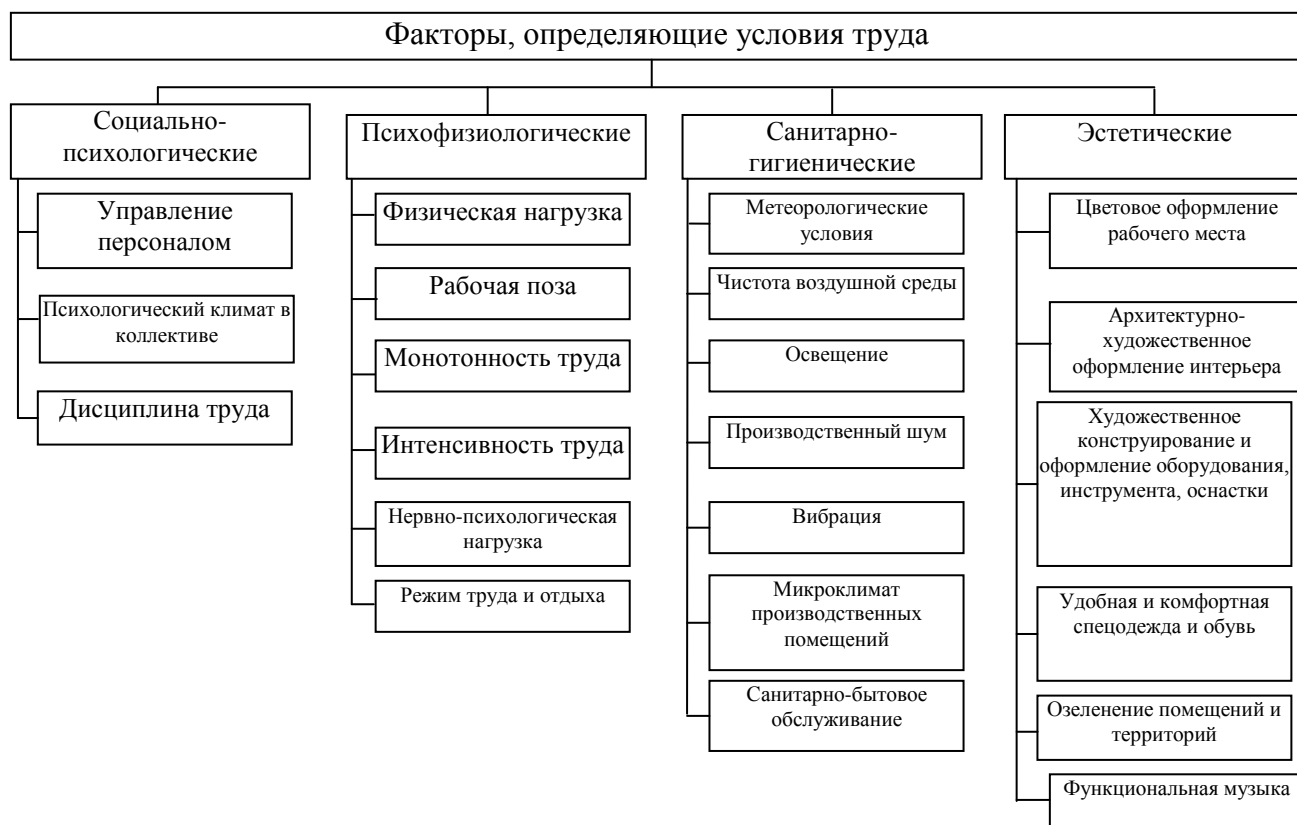 Факторы, определяющие условия труда
Социально-
психологические
Управление
персоналом
Психологический климат в
коллективе
Дисциплина труда
Психофизиологические
Физическая нагрузка
Рабочая поза
Монотонность труда
Интенсивность труда
Нервно-психологическая
нагрузка
Режим труда и отдыха
Санитарно-
гигиенические
Метеорологические
условия
Чистота воздушной среды
Освещение
Производственный шум
Вибрация
Микроклимат
производственных
помещений
Санитарно-бытовое
обслуживание
Эстетические
Цветовое оформление
рабочего места
Архитектурно-
художественное
оформление интерьера
Художественное
конструирование и
оформление оборудования,
инструмента, оснастки
Удобная и комфортная
спецодежда и обувь
Озеленение помещений и
территорий
Функциональная музыка